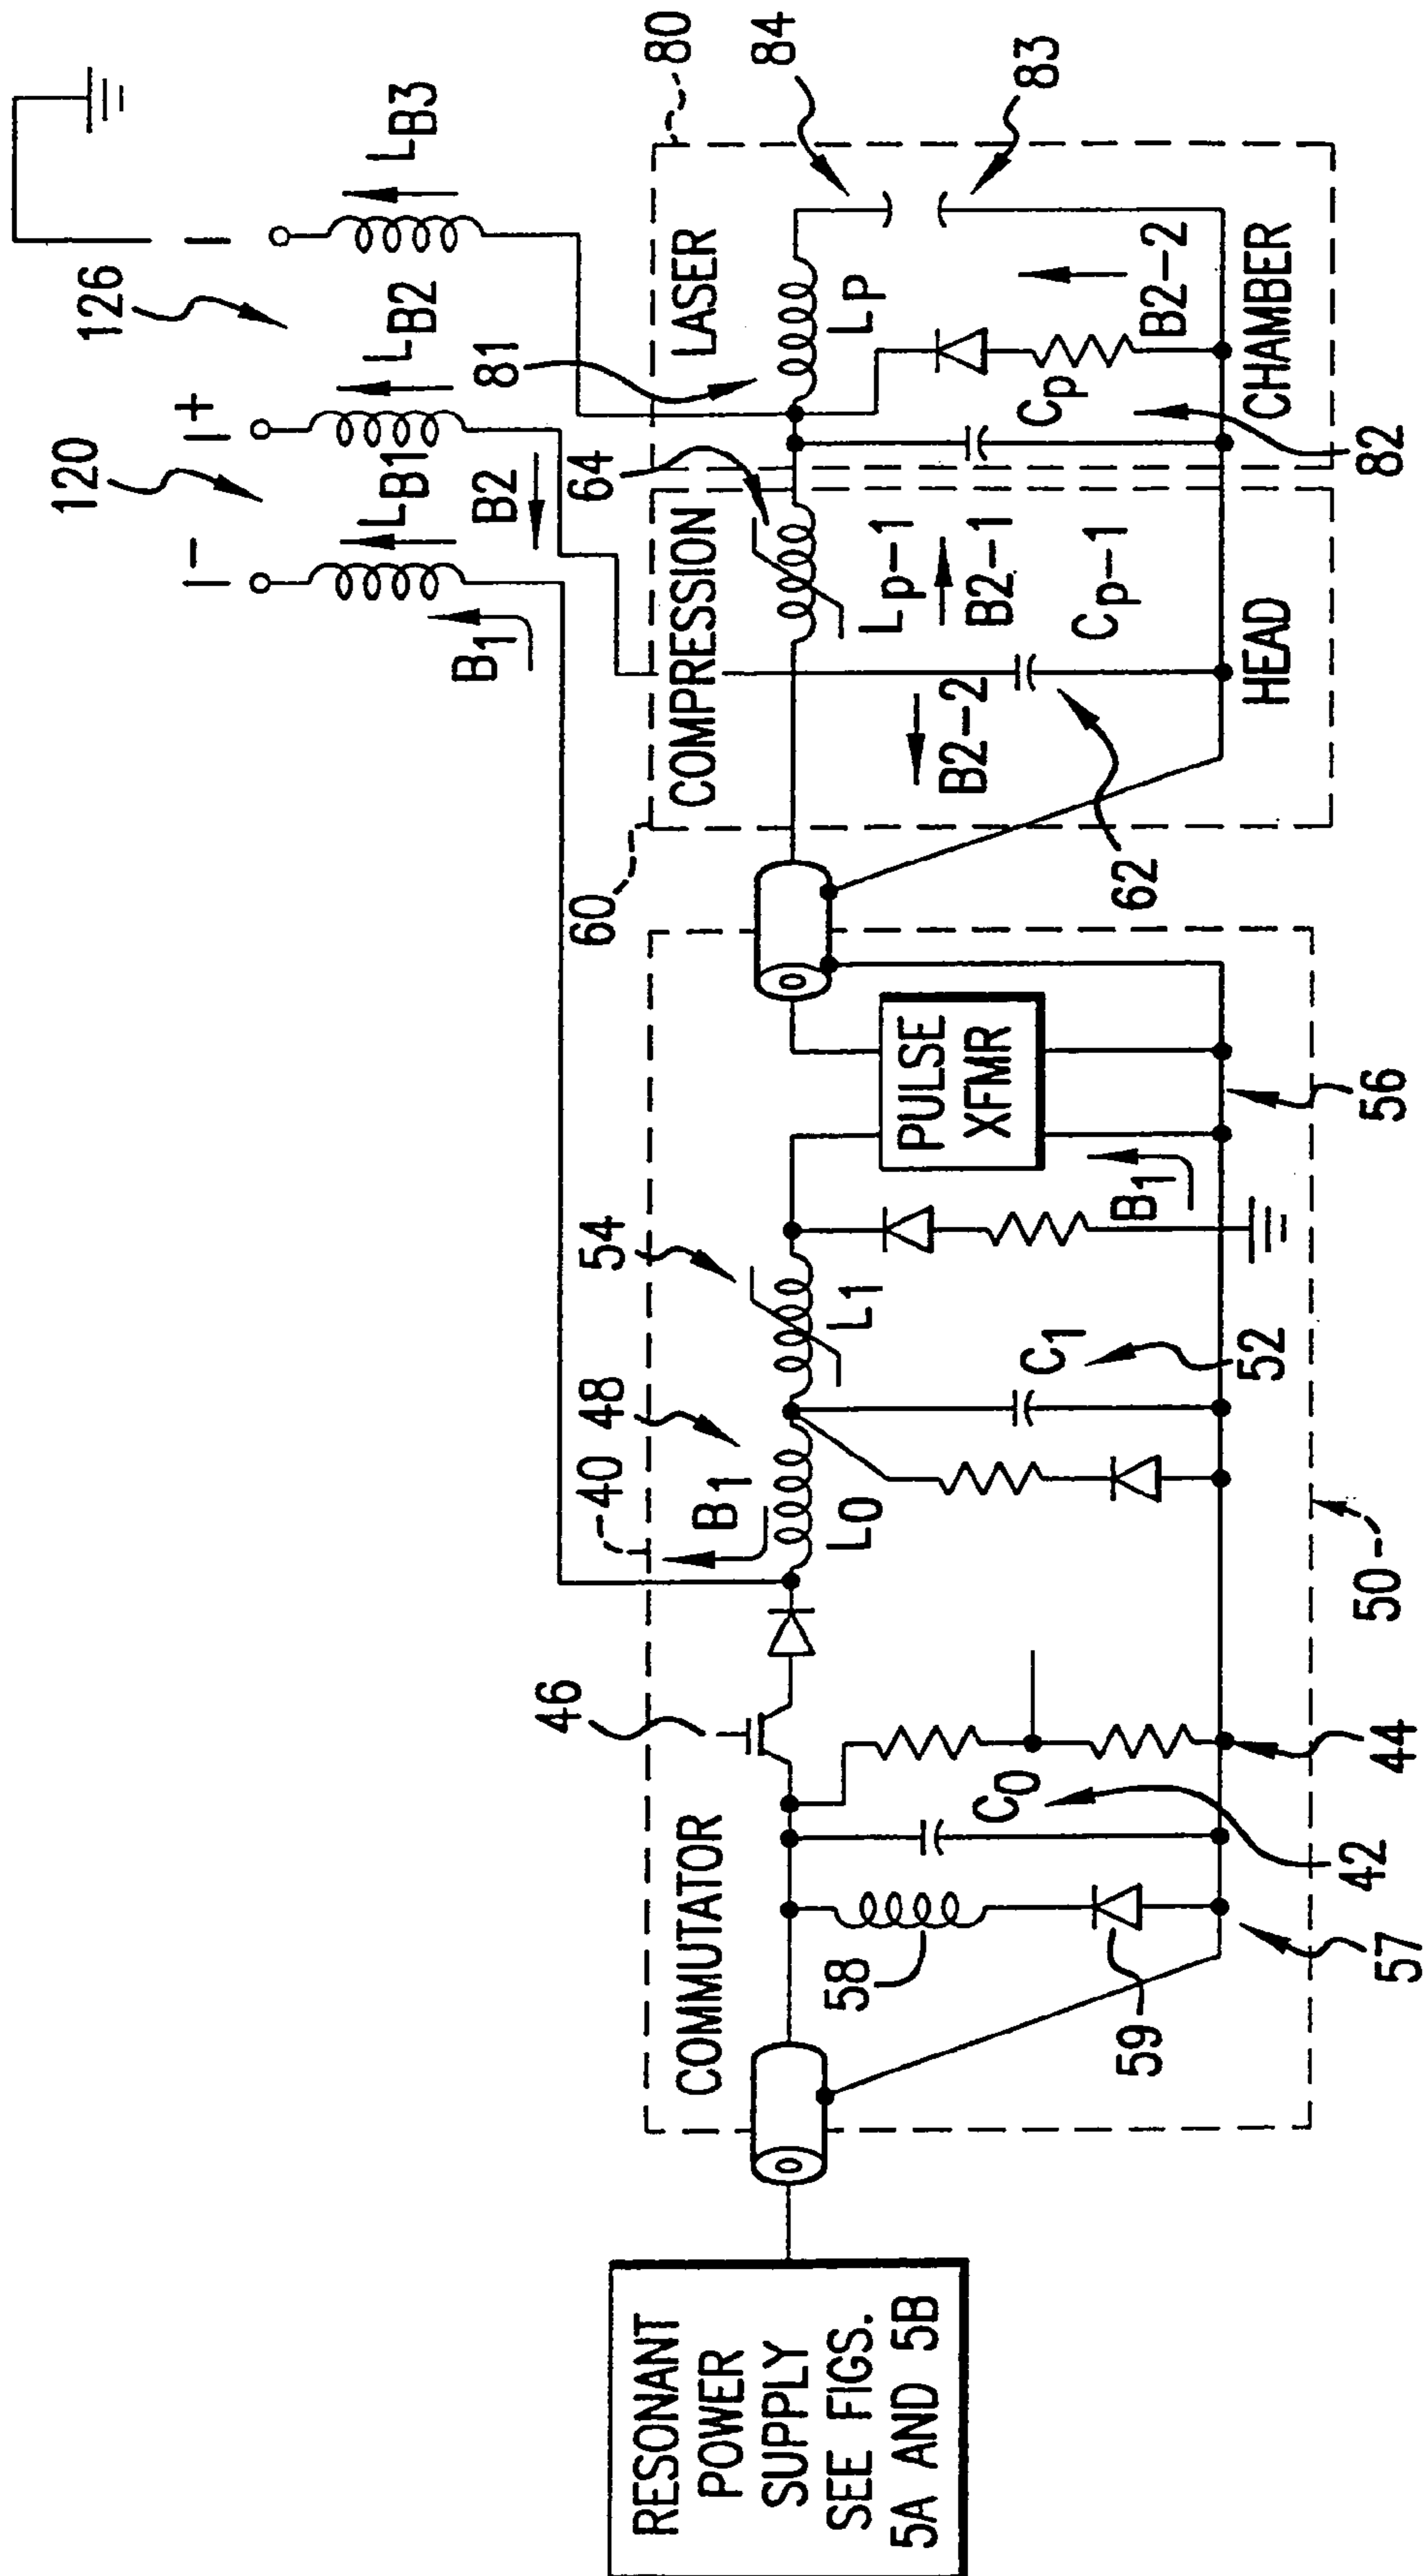 RESONANT
POWER
SUPPLY
SEE FIGS.
5A AND 5B
COMMUTATOR
46
58
59
C0
42
44
57
40
48
B1
L0
54
L1
C1
52
50
B1
PULSE
XFMR
56
60
COMPRESSION
HEAD
64
Lp-1
B2-1
B2-2
Cp-1
62
LASER
CHAMBER
81
Lp
Cp
B2-2
82
80
84
83
120
I-
LB1
B1
B2
I+
LB2
126
I
LB3